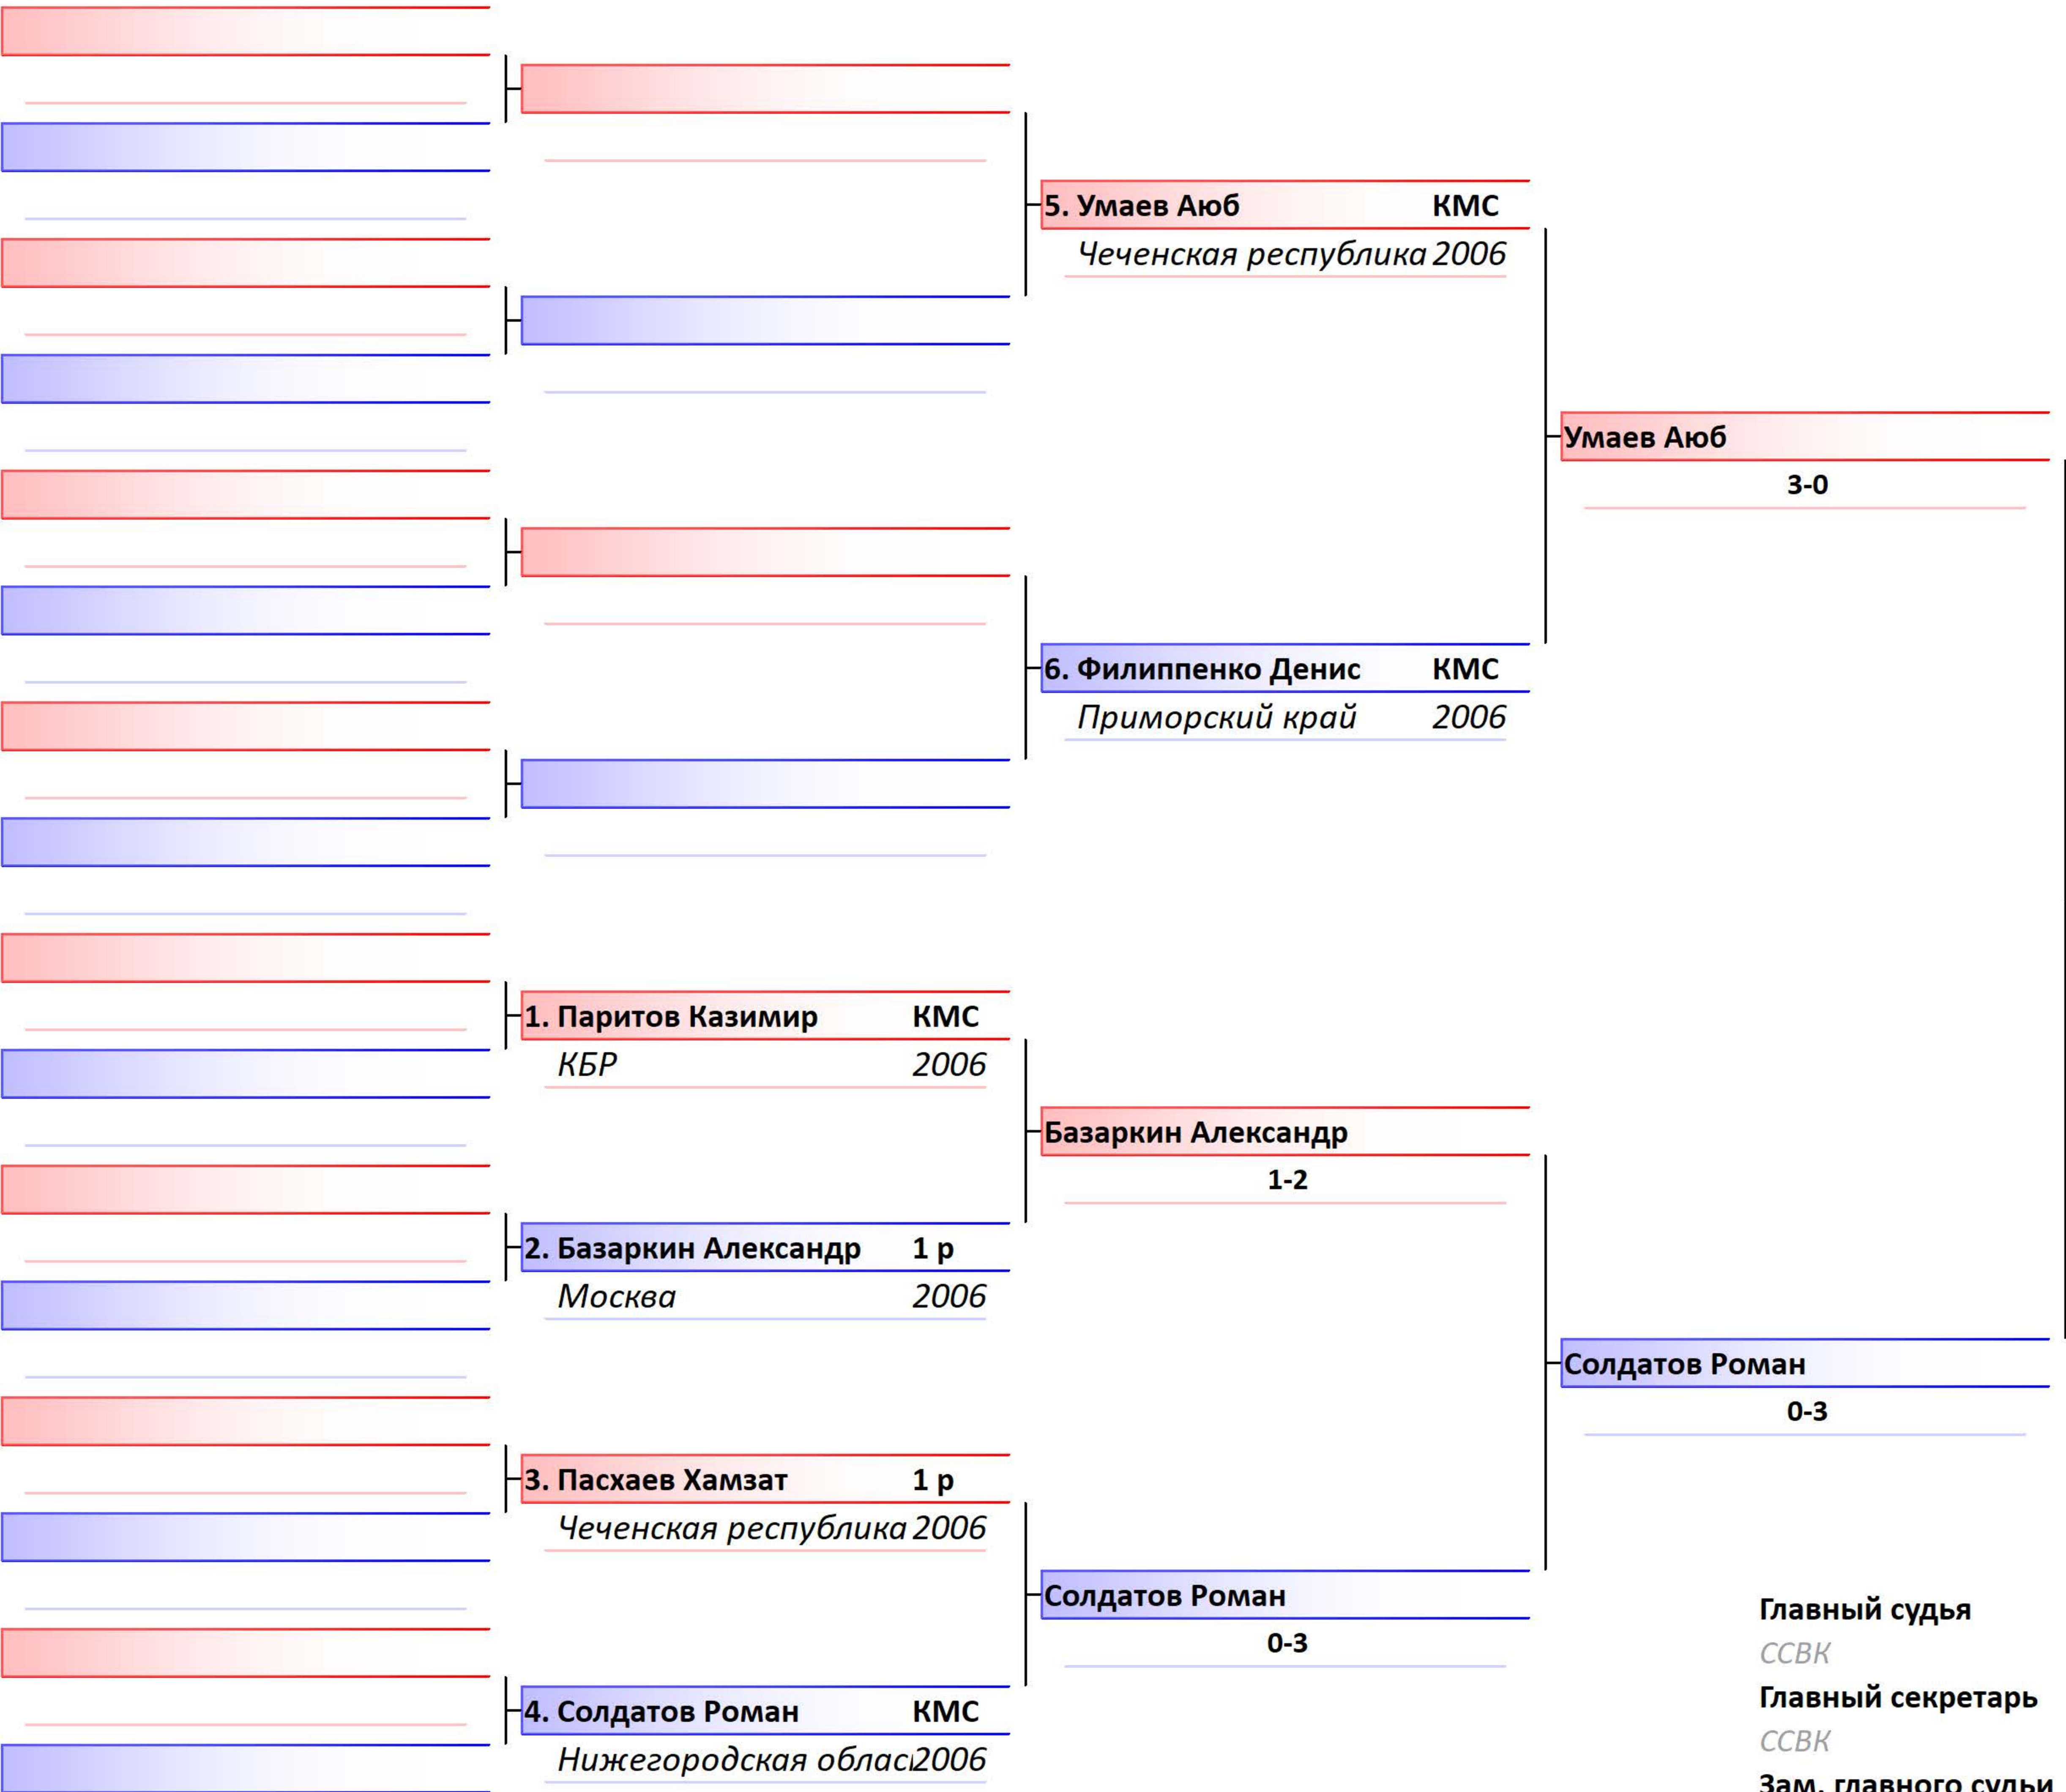 5. Умаев Аюб КМС
Чеченская республика 2006
Умаев Аюб
3-0
6. Филиппенко Денис КМС
Приморский край 2006
1. Паритов Казимир КМС
КБР 2006
Базаркин Александр
1-2
2. Базаркин Александр 1 р
Москва 2006
Солдатов Роман
0-3
3. Пасхаев Хамзат 1 р
Чеченская республика 2006
Солдатов Роман
0-3
4. Солдатов Роман КМС
Нижегородская област 2006
Главный судья
ССВК
Главный секретарь
ССВК
Зам. главного судьи